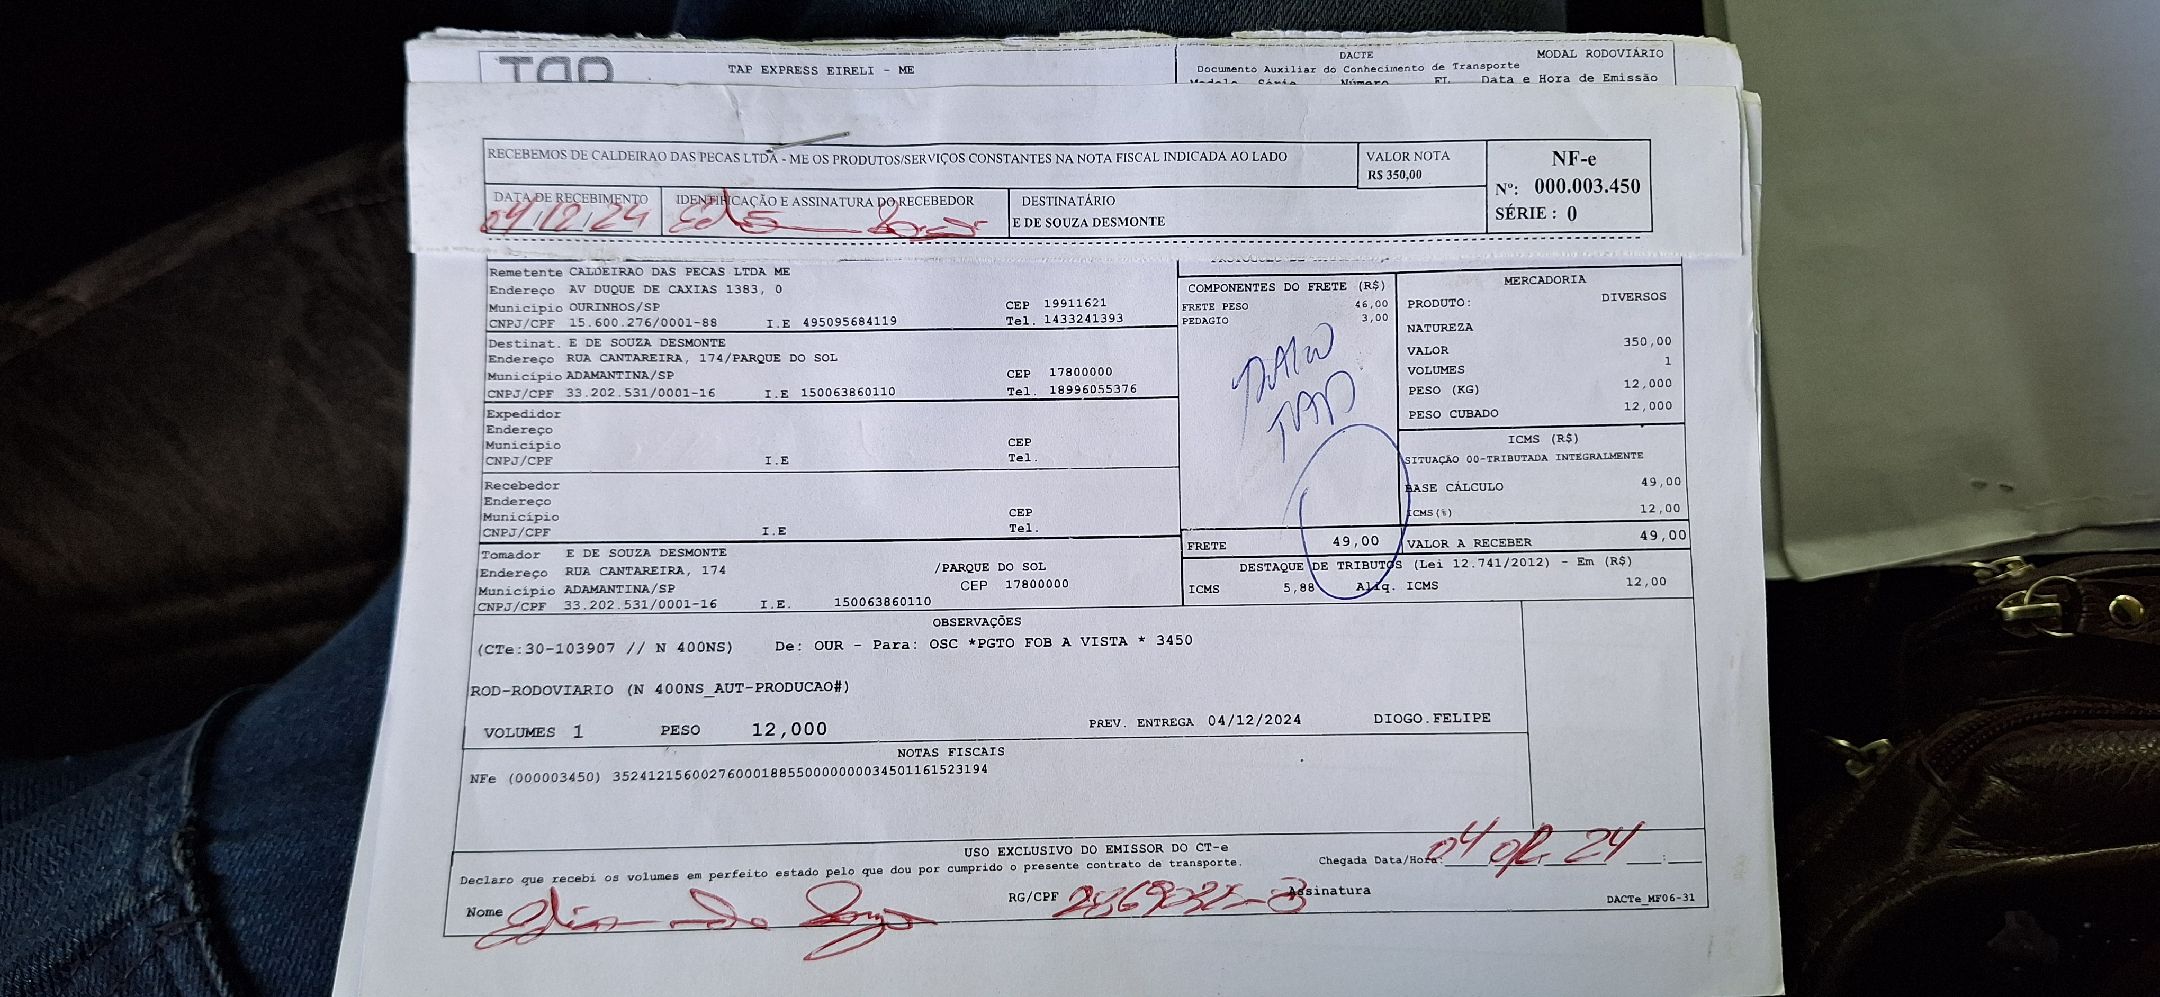 TAP
TAP EXPRESS EIRELI - ME
DACTE
MODAL RODOVIÁRIO
Documento Auxiliar do Conhecimento de Transporte
Modelo Série Número FL Data e Hora de Emissão
RECEBEMOS DE CALDEIRAO DAS PECAS LTDA - ME OS PRODUTOS/SERVIÇOS CONSTANTES NA NOTA FISCAL INDICADA AO LADO
VALOR NOTA
R$ 350,00
NF-e
Nº: 000.003.450
SÉRIE : 0
DATA DE RECEBIMENTO
04/12/24
IDENTIFICAÇÃO E ASSINATURA DO RECEBEDOR
DESTINATÁRIO
E DE SOUZA DESMONTE
Remetente CALDEIRAO DAS PECAS LTDA ME
Endereço AV DUQUE DE CAXIAS 1383, 0
Município OURINHOS/SP CEP 19911621
CNPJ/CPF 15.600.276/0001-88 I.E 495095684119 Tel. 1433241393
Destinat. E DE SOUZA DESMONTE
Endereço RUA CANTAREIRA, 174/PARQUE DO SOL
Município ADAMANTINA/SP CEP 17800000
CNPJ/CPF 33.202.531/0001-16 I.E 150063860110 Tel. 18996055376
Expedidor
Endereço
Município CEP
CNPJ/CPF I.E Tel.
Recebedor
Endereço
Município CEP
CNPJ/CPF I.E Tel.
Tomador E DE SOUZA DESMONTE
Endereço RUA CANTAREIRA, 174 /PARQUE DO SOL
Município ADAMANTINA/SP CEP 17800000
CNPJ/CPF 33.202.531/0001-16 I.E. 150063860110
COMPONENTES DO FRETE (R$)
FRETE PESO 46,00
PEDAGIO 3,00
TAP
FRETE 49,00
MERCADORIA
PRODUTO: DIVERSOS
NATUREZA
VALOR 350,00
VOLUMES 1
PESO (KG) 12,000
PESO CUBADO 12,000
ICMS (R$)
SITUAÇÃO 00-TRIBUTADA INTEGRALMENTE
BASE CÁLCULO 49,00
ICMS(%) 12,00
VALOR A RECEBER 49,00
DESTAQUE DE TRIBUTOS (Lei 12.741/2012) - Em (R$)
ICMS 5,88 Aliq. ICMS 12,00
OBSERVAÇÕES
(CTe:30-103907 // N 400NS) De: OUR - Para: OSC *PGTO FOB A VISTA * 3450
ROD-RODOVIARIO (N 400NS_AUT-PRODUCAO#)
VOLUMES 1 PESO 12,000 PREV. ENTREGA 04/12/2024 DIOGO.FELIPE
NOTAS FISCAIS
NFe (000003450) 35241215600276000188550000000034501161523194
USO EXCLUSIVO DO EMISSOR DO CT-e
Declaro que recebi os volumes em perfeito estado pelo que dou por cumprido o presente contrato de transporte.
Chegada Data/Hora: 04 24 :
Nome
RG/CPF
Assinatura
DACTe_MF06-31